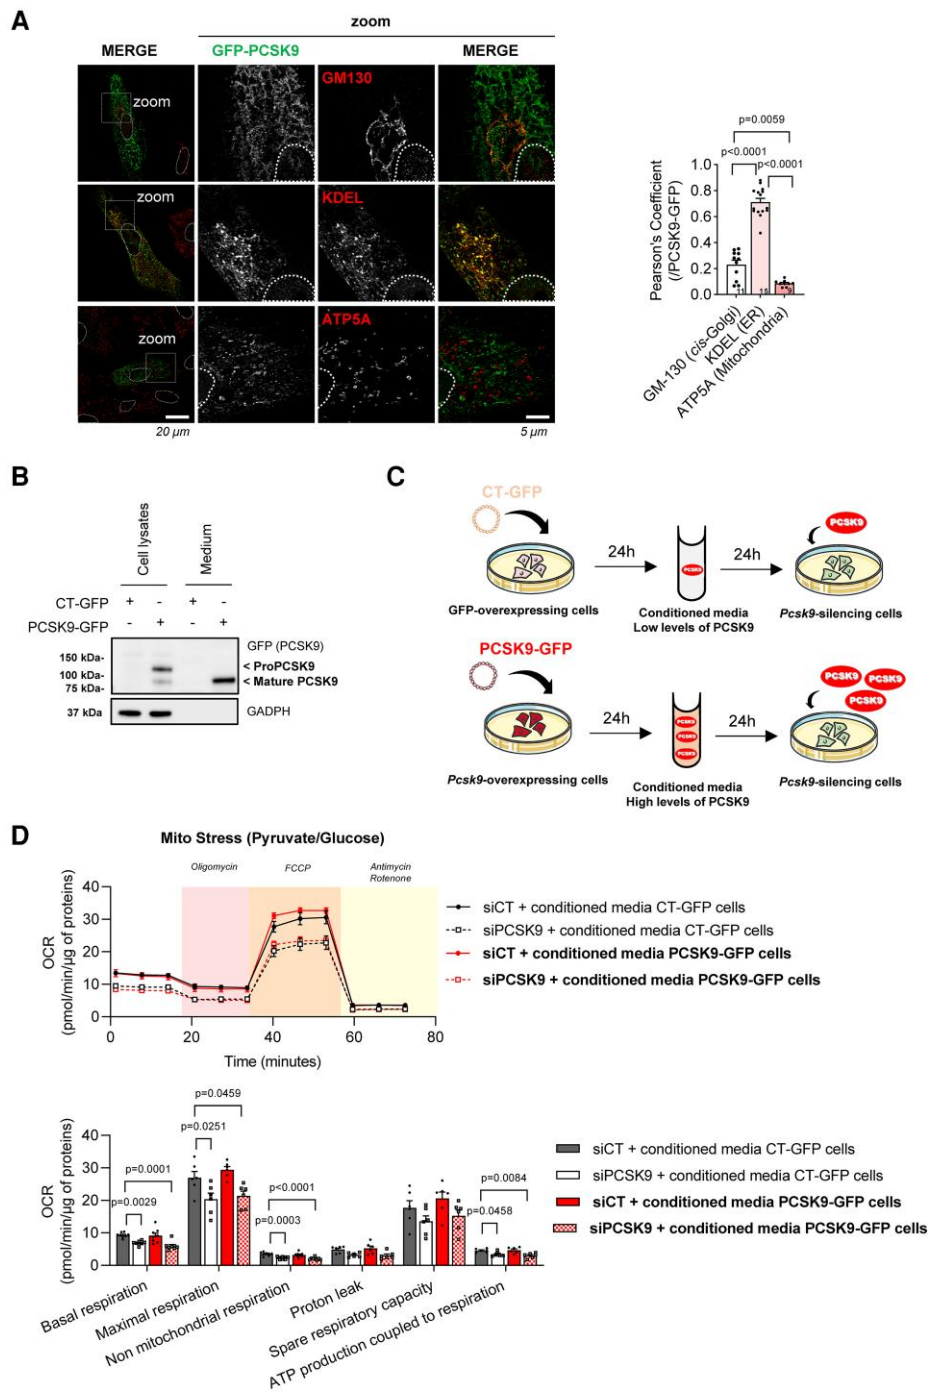 A
zoom
MERGE
GFP-PCSK9
MERGE
zoom
GM130
zoom
KDEL
zoom
ATP5A
20 µm
5 µm
p=0.0059
p<0.0001
p<0.0001
Pearson's Coefficient
(/PCSK9-GFP)
1.0
0.8
0.6
0.4
0.2
0.0
11
15
9
GM-130 (cis-Golgi)
KDEL (ER)
ATP5A (Mitochondria)
B
Cell lysates
Medium
CT-GFP + - + -
PCSK9-GFP - + - +
GFP (PCSK9)
150 kDa-
100 kDa-
75 kDa-
< ProPCSK9
< Mature PCSK9
37 kDa
GADPH
C
CT-GFP
24h
24h
PCSK9
PCSK9
GFP-overexpressing cells
Conditioned media
Low levels of PCSK9
Pcsk9-silencing cells
PCSK9-GFP
24h
24h
PCSK9
PCSK9
PCSK9
PCSK9
PCSK9
PCSK9
Pcsk9-overexpressing cells
Conditioned media
High levels of PCSK9
Pcsk9-silencing cells
D
Mito Stress (Pyruvate/Glucose)
Oligomycin
FCCP
Antimycin
Rotenone
OCR
(pmol/min/µg of proteins)
40
30
20
10
0
0 20 40 60 80
Time (minutes)
siCT + conditioned media CT-GFP cells
siPCSK9 + conditioned media CT-GFP cells
siCT + conditioned media PCSK9-GFP cells
siPCSK9 + conditioned media PCSK9-GFP cells
OCR
(pmol/min/µg of proteins)
40
30
20
10
0
p=0.0001
p=0.0029
p=0.0459
p=0.0251
p<0.0001
p=0.0003
p=0.0084
p=0.0458
Basal respiration
Maximal respiration
Non mitochondrial respiration
Proton leak
Spare respiratory capacity
ATP production coupled to respiration
siCT + conditioned media CT-GFP cells
siPCSK9 + conditioned media CT-GFP cells
siCT + conditioned media PCSK9-GFP cells
siPCSK9 + conditioned media PCSK9-GFP cells